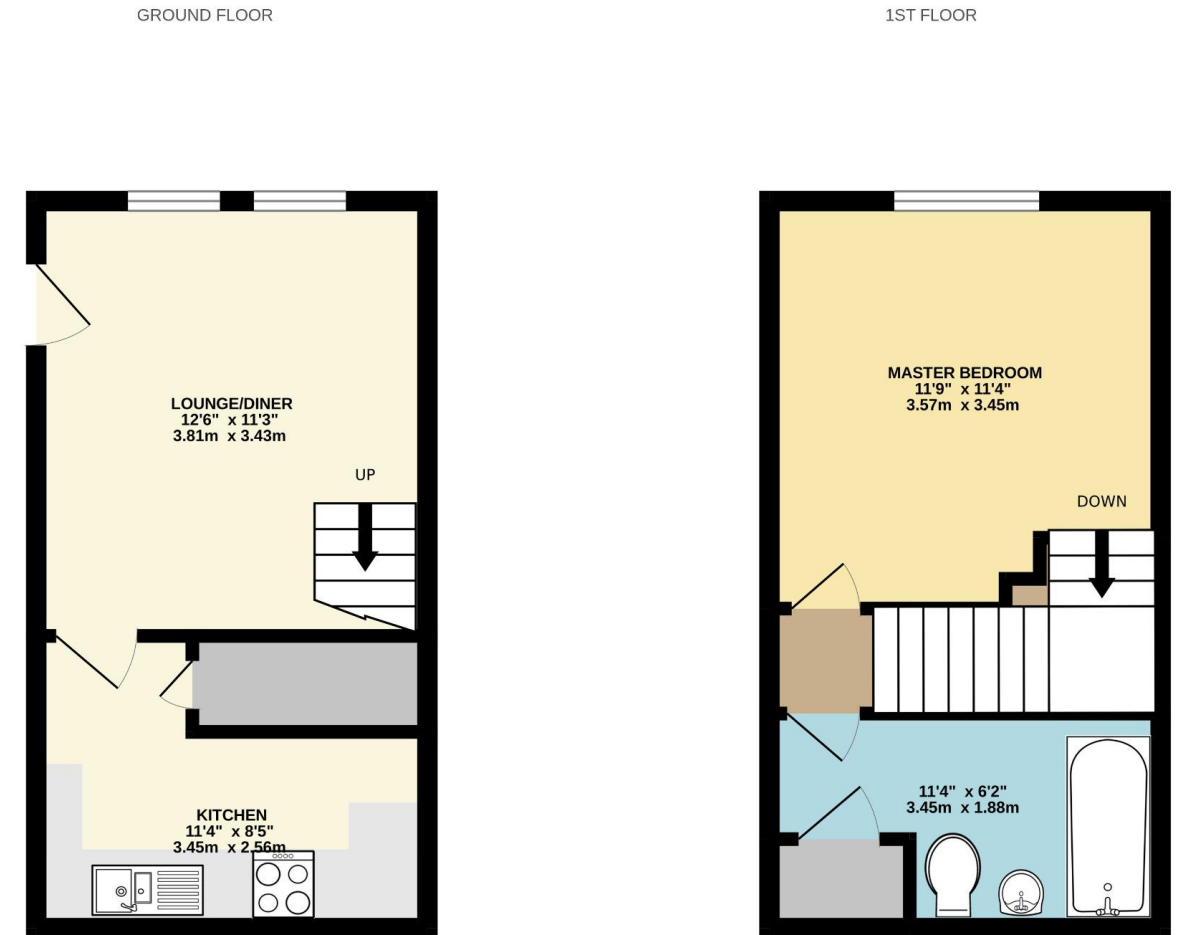 GROUND FLOOR
1ST FLOOR
LOUNGE/DINER
12'6" x 11'3"
3.81m x 3.43m
UP
KITCHEN
11'4" x 8'5"
3.45m x 2.56m
MASTER BEDROOM
11'9" x 11'4"
3.57m x 3.45m
DOWN
11'4" x 6'2"
3.45m x 1.88m